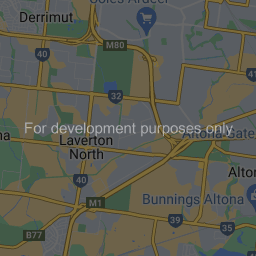 Coles Ardeer
Derrimut
40
M80
32
For development purposes only
Altona Gate
Laverton
North
40
M1
Bunnings Altona
39
35
B77